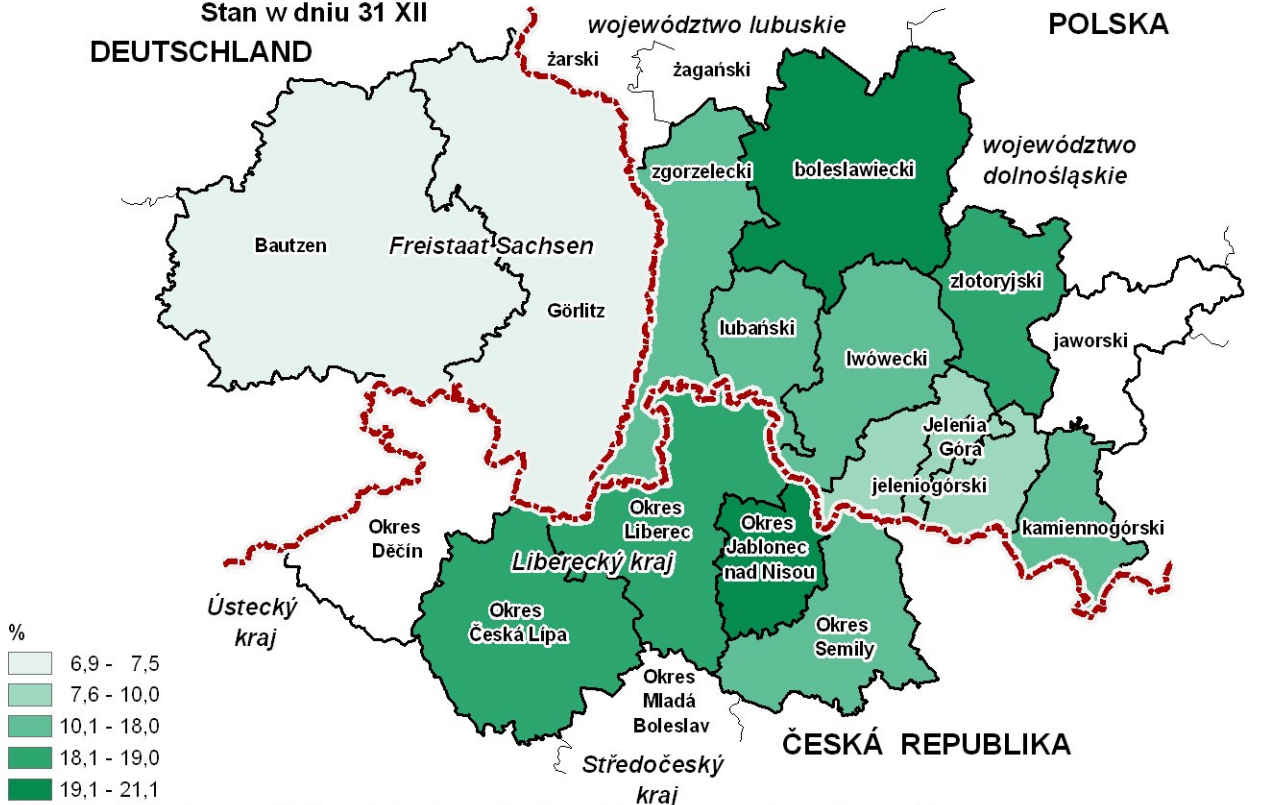 Stan w dniu 31 XII
DEUTSCHLAND
województwo lubuskie
POLSKA
żarski
żagański
województwo
dolnośląskie
zgorzelecki
boleslawiecki
Bautzen
Freistaat Sachsen
Görlitz
zlotoryjski
lubański
lwówecki
jaworski
Jelenia
Góra
jeleniogórski
kamiennogórski
Okres
Děčín
Okres
Liberec
Okres
Jablonec
nad Nisou
Liberecký kraj
Ústecký
kraj
Okres
Česká Lípa
Okres
Semily
Okres
Mladá
Boleslav
ČESKÁ REPUBLIKA
Středočeský
kraj
%
6,9 - 7,5
7,6 - 10,0
10,1 - 18,0
18,1 - 19,0
19,1 - 21,1